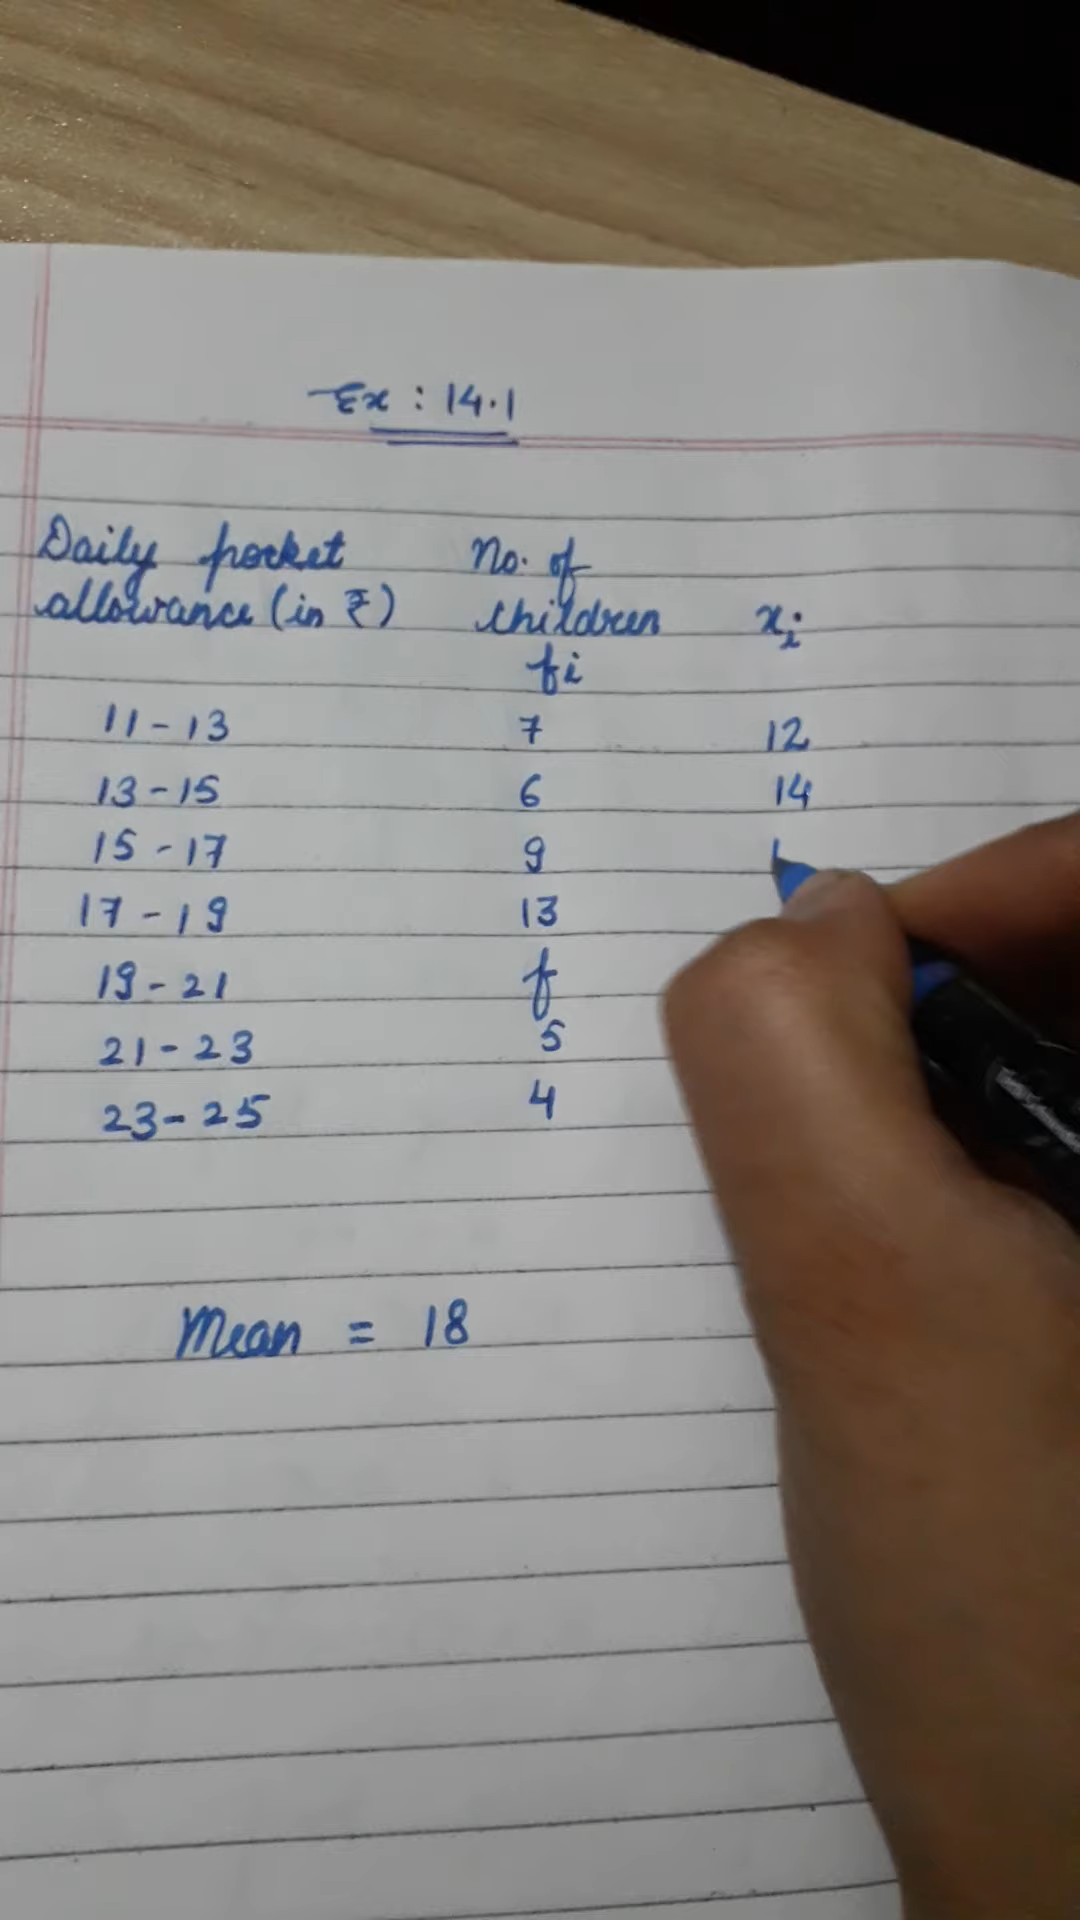 Ex : 14.1
Daily pocket allowance (in ₹) No. of children fi xi
11 - 13 7 12
13 - 15 6 14
15 - 17 9 1
17 - 19 13
19 - 21 f
21 - 23 5
23 - 25 4
Mean = 18